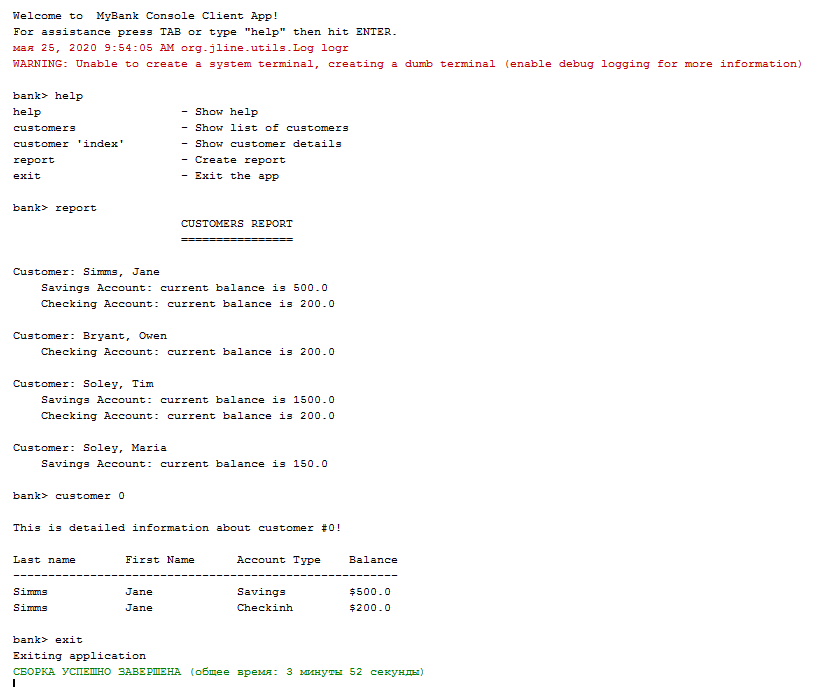 Welcome to  MyBank Console Client App!
For assistance press TAB or type "help" then hit ENTER.
мая 25, 2020 9:54:05 AM org.jline.utils.Log logr
WARNING: Unable to create a system terminal, creating a dumb terminal (enable debug logging for more information)
bank> help
help                    - Show help
customers               - Show list of customers
customer 'index'        - Show customer details
report                  - Create report
exit                    - Exit the app
bank> report
                        CUSTOMERS REPORT
                        ================
Customer: Simms, Jane
    Savings Account: current balance is 500.0
    Checking Account: current balance is 200.0
Customer: Bryant, Owen
    Checking Account: current balance is 200.0
Customer: Soley, Tim
    Savings Account: current balance is 1500.0
    Checking Account: current balance is 200.0
Customer: Soley, Maria
    Savings Account: current balance is 150.0
bank> customer 0
This is detailed information about customer #0!
Last name       First Name      Account Type    Balance
-------------------------------------------------------
Simms           Jane            Savings         $500.0
Simms           Jane            Checkinh        $200.0
bank> exit
Exiting application
СБОРКА УСПЕШНО ЗАВЕРШЕНА (общее время: 3 минуты 52 секунды)